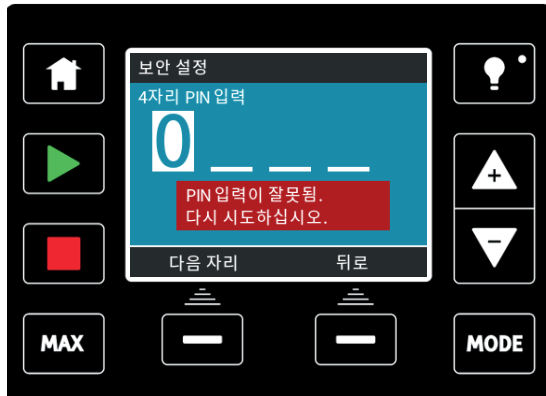 보안 설정
4자리 PIN 입력
0 _ _ _
PIN 입력이 잘못됨.
다시 시도하십시오.
다음 자리 뒤로
+
-
MAX
MODE